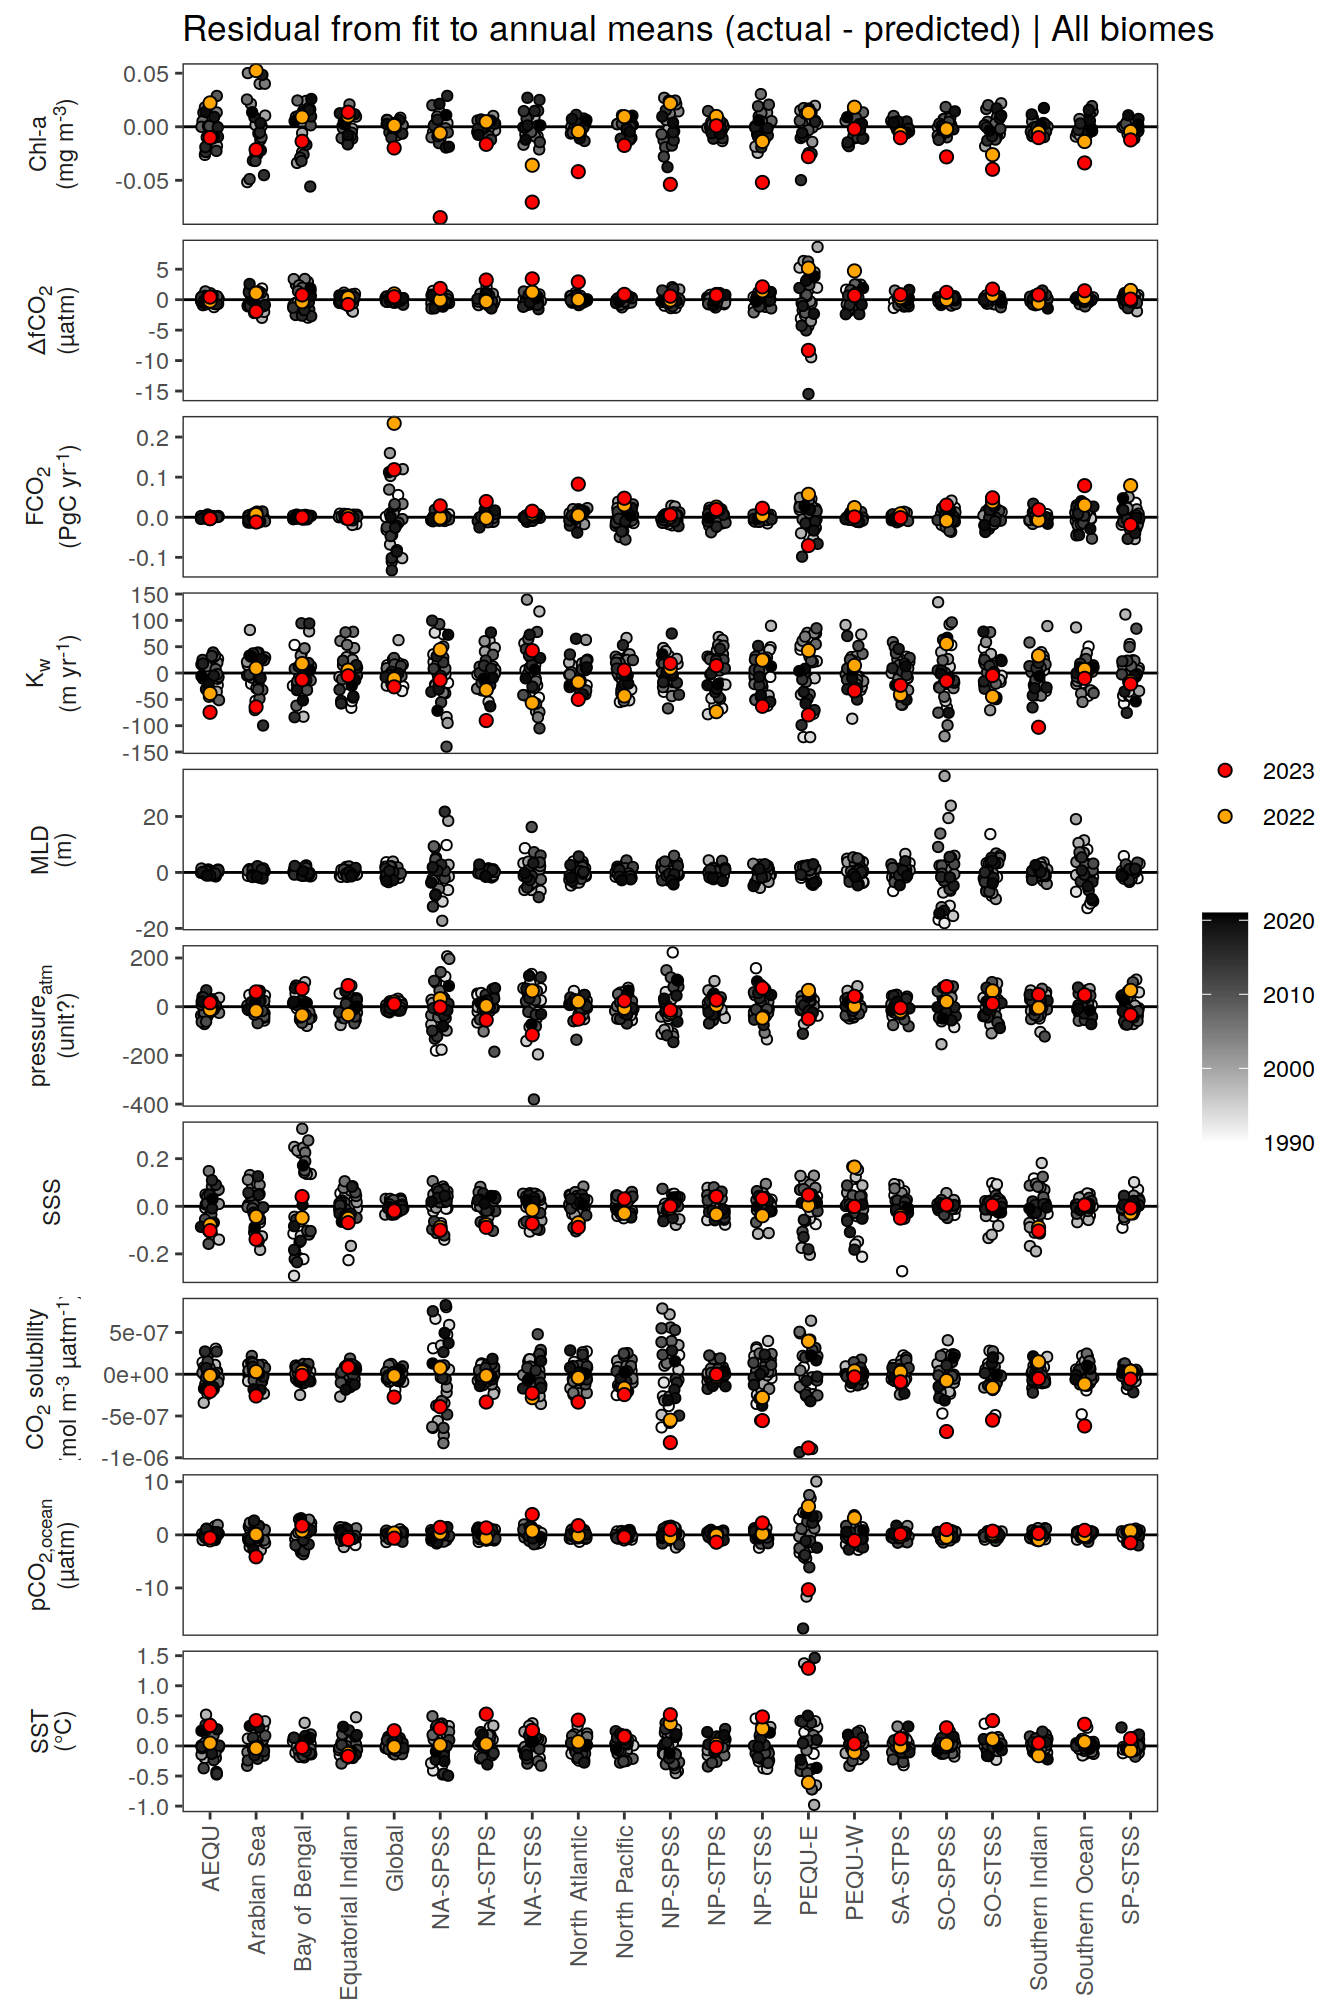 Residual from fit to annual means (actual - predicted) | All biomes
Chl-a
(mg m⁻³)
0.05
0.00
-0.05
ΔfCO₂
(µatm)
5
0
-5
-10
-15
FCO₂
(PgC yr⁻¹)
0.2
0.1
0.0
-0.1
K_w
(m yr⁻¹)
150
100
50
0
-50
-100
-150
MLD
(m)
20
0
-20
pressure_atm
(unit?)
200
0
-200
-400
SSS
0.2
0.0
-0.2
CO₂ solubility
(mol m⁻³ µatm⁻¹)
5e-07
0e+00
-5e-07
-1e-06
pCO₂,ocean
(µatm)
10
0
-10
SST
(°C)
1.5
1.0
0.5
0.0
-0.5
-1.0
AEQU
Arabian Sea
Bay of Bengal
Equatorial Indian
Global
NA-SPSS
NA-STPS
NA-STSS
North Atlantic
North Pacific
NP-SPSS
NP-STPS
NP-STSS
PEQU-E
PEQU-W
SA-STPS
SO-SPSS
SO-STSS
Southern Indian
Southern Ocean
SP-STSS
2023
2022
2020
2010
2000
1990